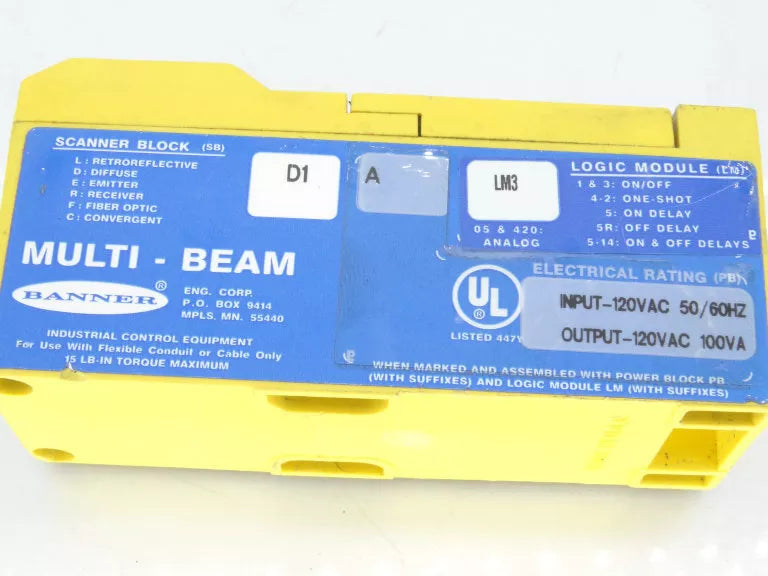 SCANNER BLOCK (SB)
L : RETROREFLECTIVE
D : DIFFUSE
E : EMITTER
R : RECEIVER
F : FIBER OPTIC
C : CONVERGENT
D1
A
LM3
LOGIC MODULE (LM)
1 & 3: ON/OFF
4-2: ONE-SHOT
5: ON DELAY
5R: OFF DELAY
5-14: ON & OFF DELAYS
05 & 420:
ANALOG
MULTI - BEAM
BANNER ®
ENG. CORP.
P.O. BOX 9414
MPLS. MN. 55440
INDUSTRIAL CONTROL EQUIPMENT
For Use With Flexible Conduit or Cable Only
15 LB-IN TORQUE MAXIMUM
ELECTRICAL RATING (PB)
UL ®
LISTED 447Y
INPUT-120VAC 50/60HZ
OUTPUT-120VAC 100VA
WHEN MARKED AND ASSEMBLED WITH POWER BLOCK PB
(WITH SUFFIXES) AND LOGIC MODULE LM (WITH SUFFIXES)